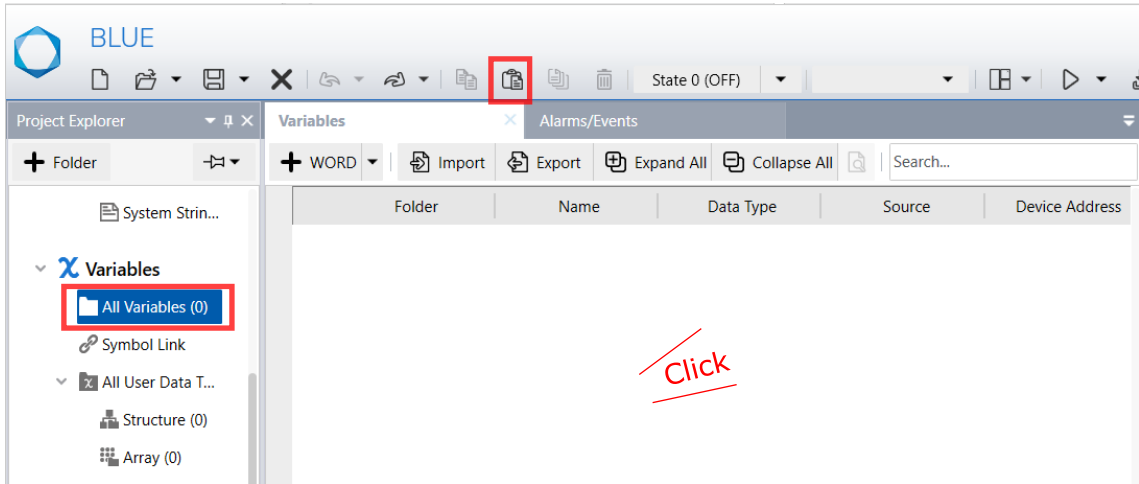 BLUE
State 0 (OFF)
Project Explorer
Variables
Alarms/Events
Folder
WORD
Import
Export
Expand All
Collapse All
Search...
Folder
Name
Data Type
Source
Device Address
System Strin...
Variables
All Variables (0)
Symbol Link
All User Data T...
Structure (0)
Array (0)
Click